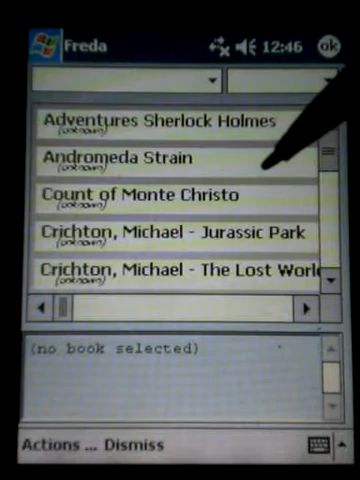 Freda 12:46 ok
Adventures Sherlock Holmes
(unknown)
Andromeda Strain
(unknown)
Count of Monte Christo
(unknown)
Crichton, Michael - Jurassic Park
(unknown)
Crichton, Michael - The Lost World
(unknown)
(no book selected)
Actions ... Dismiss